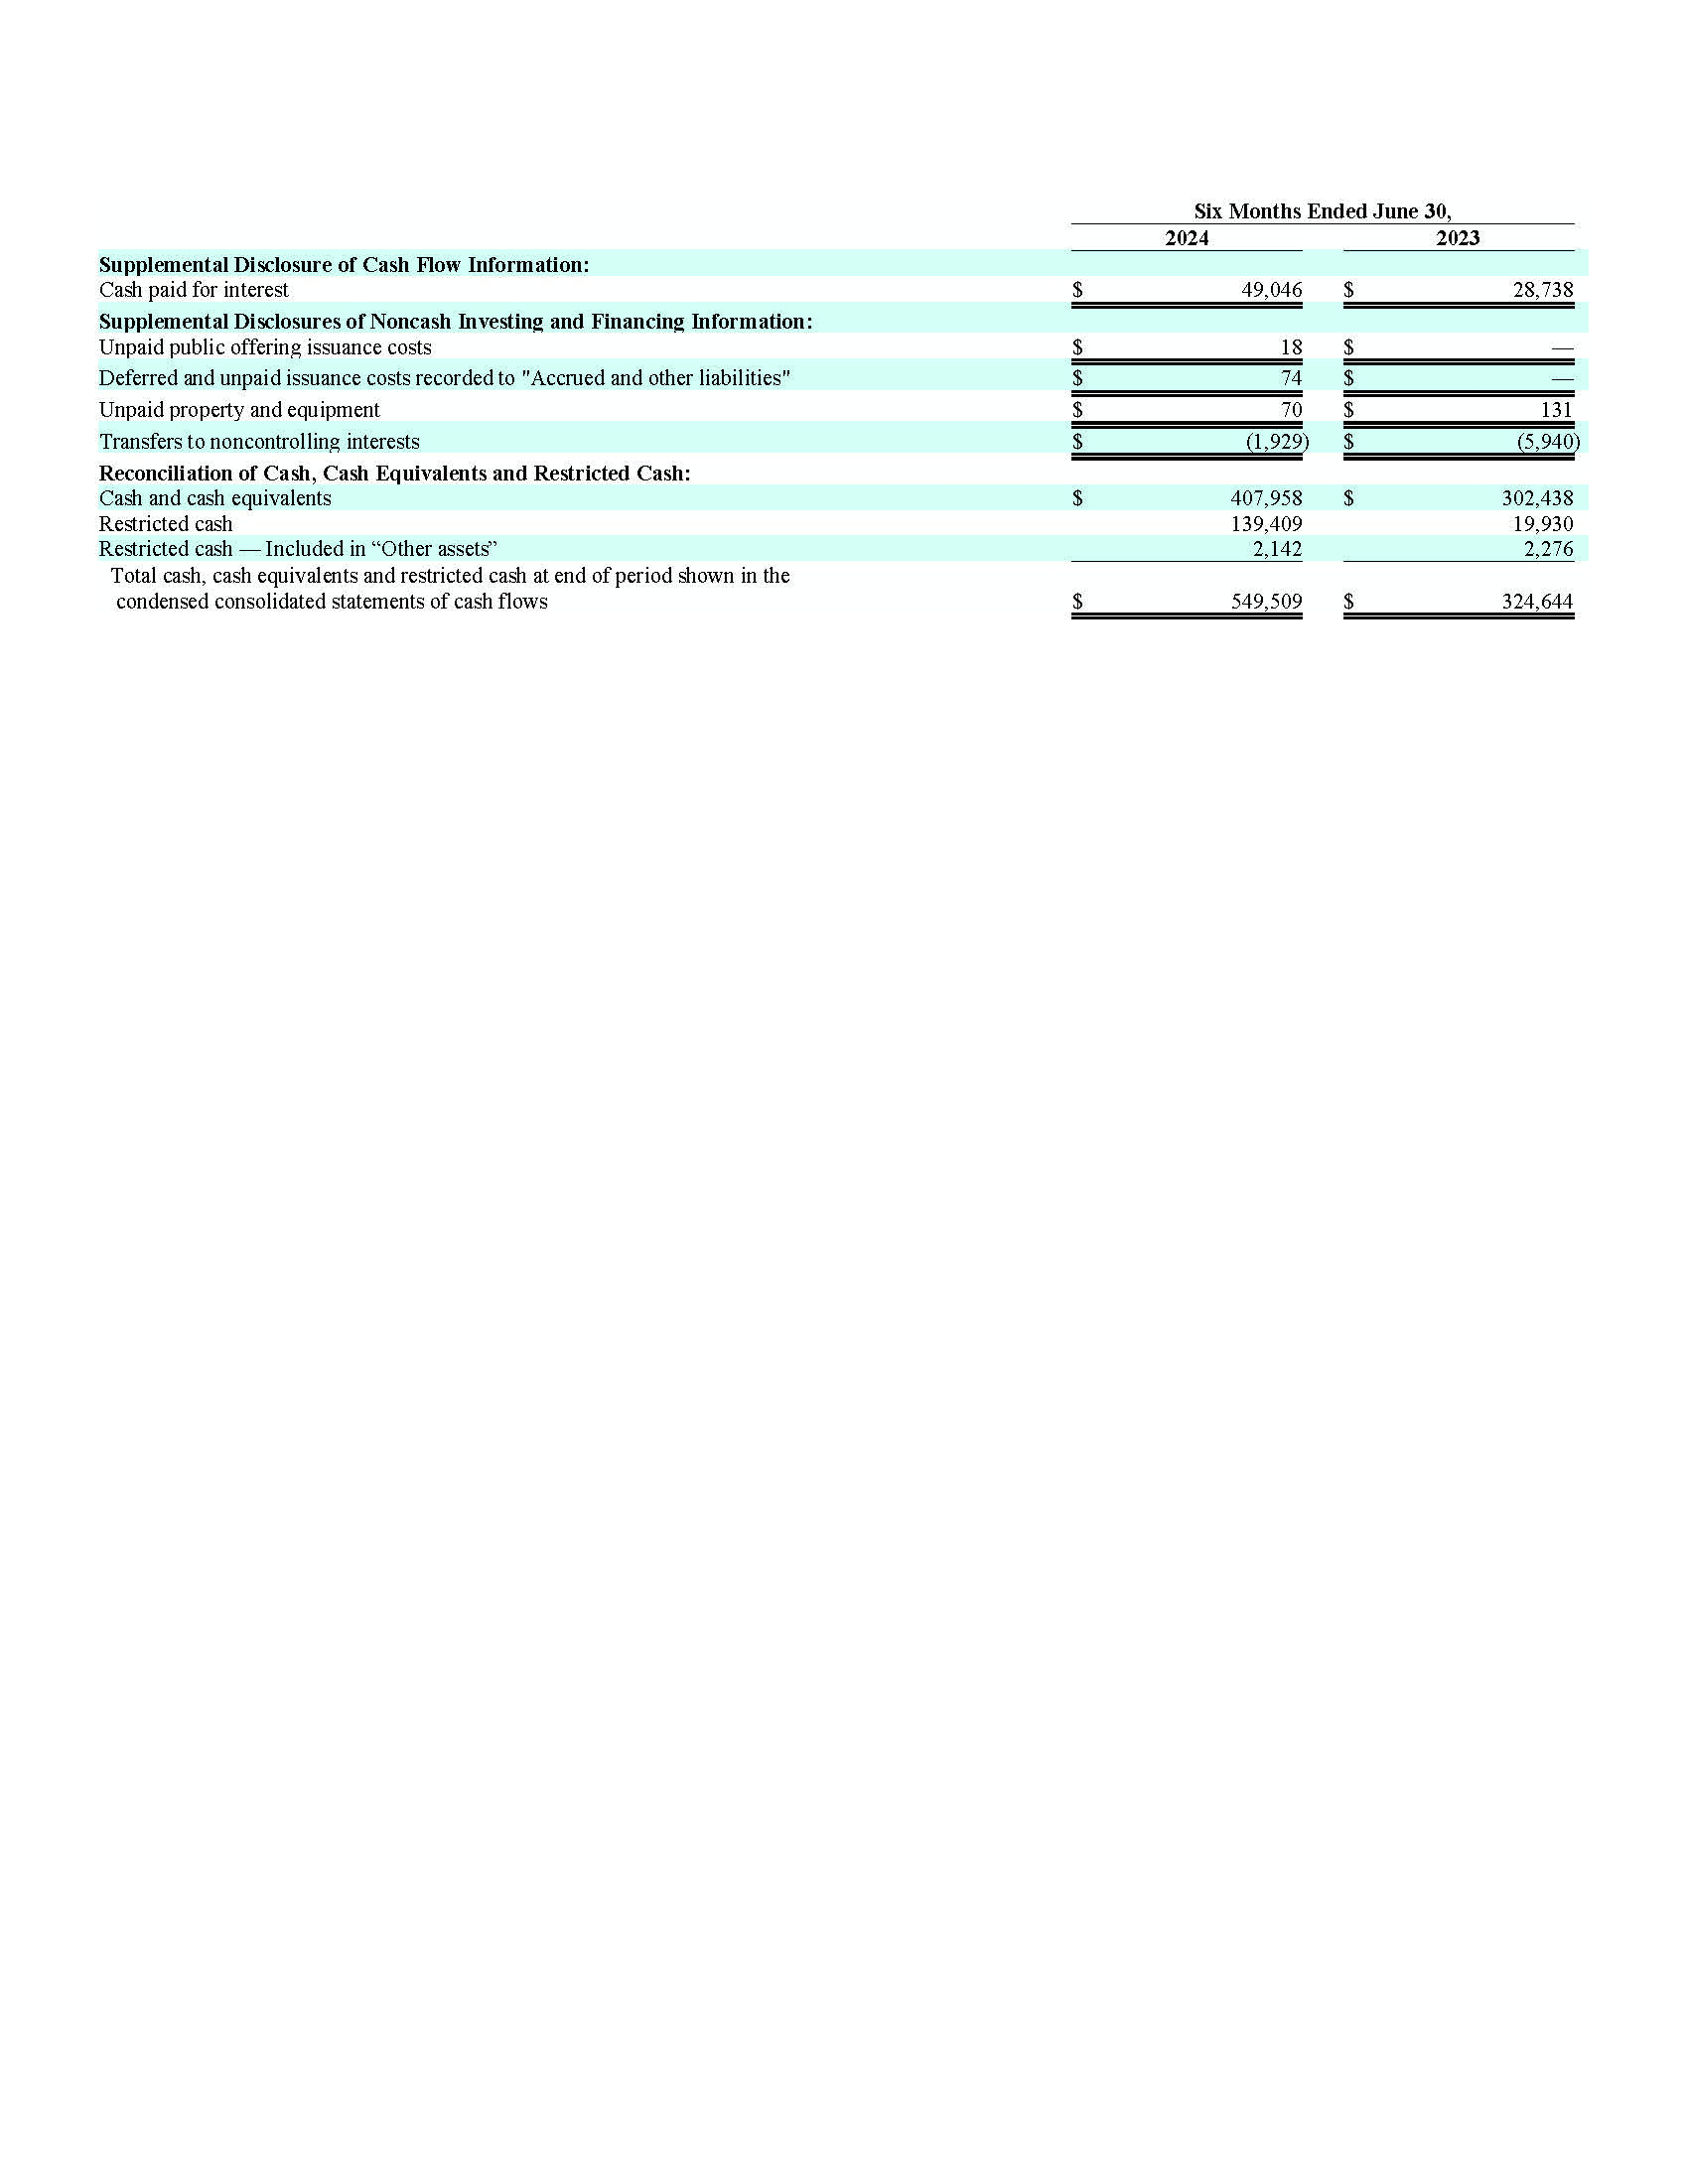 Six Months Ended June 30,
2024 2023
Supplemental Disclosure of Cash Flow Information:
Cash paid for interest $ 49,046 $ 28,738
Supplemental Disclosures of Noncash Investing and Financing Information:
Unpaid public offering issuance costs $ 18 $ —
Deferred and unpaid issuance costs recorded to "Accrued and other liabilities" $ 74 $ —
Unpaid property and equipment $ 70 $ 131
Transfers to noncontrolling interests $ (1,929) $ (5,940)
Reconciliation of Cash, Cash Equivalents and Restricted Cash:
Cash and cash equivalents $ 407,958 $ 302,438
Restricted cash 139,409 19,930
Restricted cash — Included in “Other assets” 2,142 2,276
Total cash, cash equivalents and restricted cash at end of period shown in the
condensed consolidated statements of cash flows $ 549,509 $ 324,644